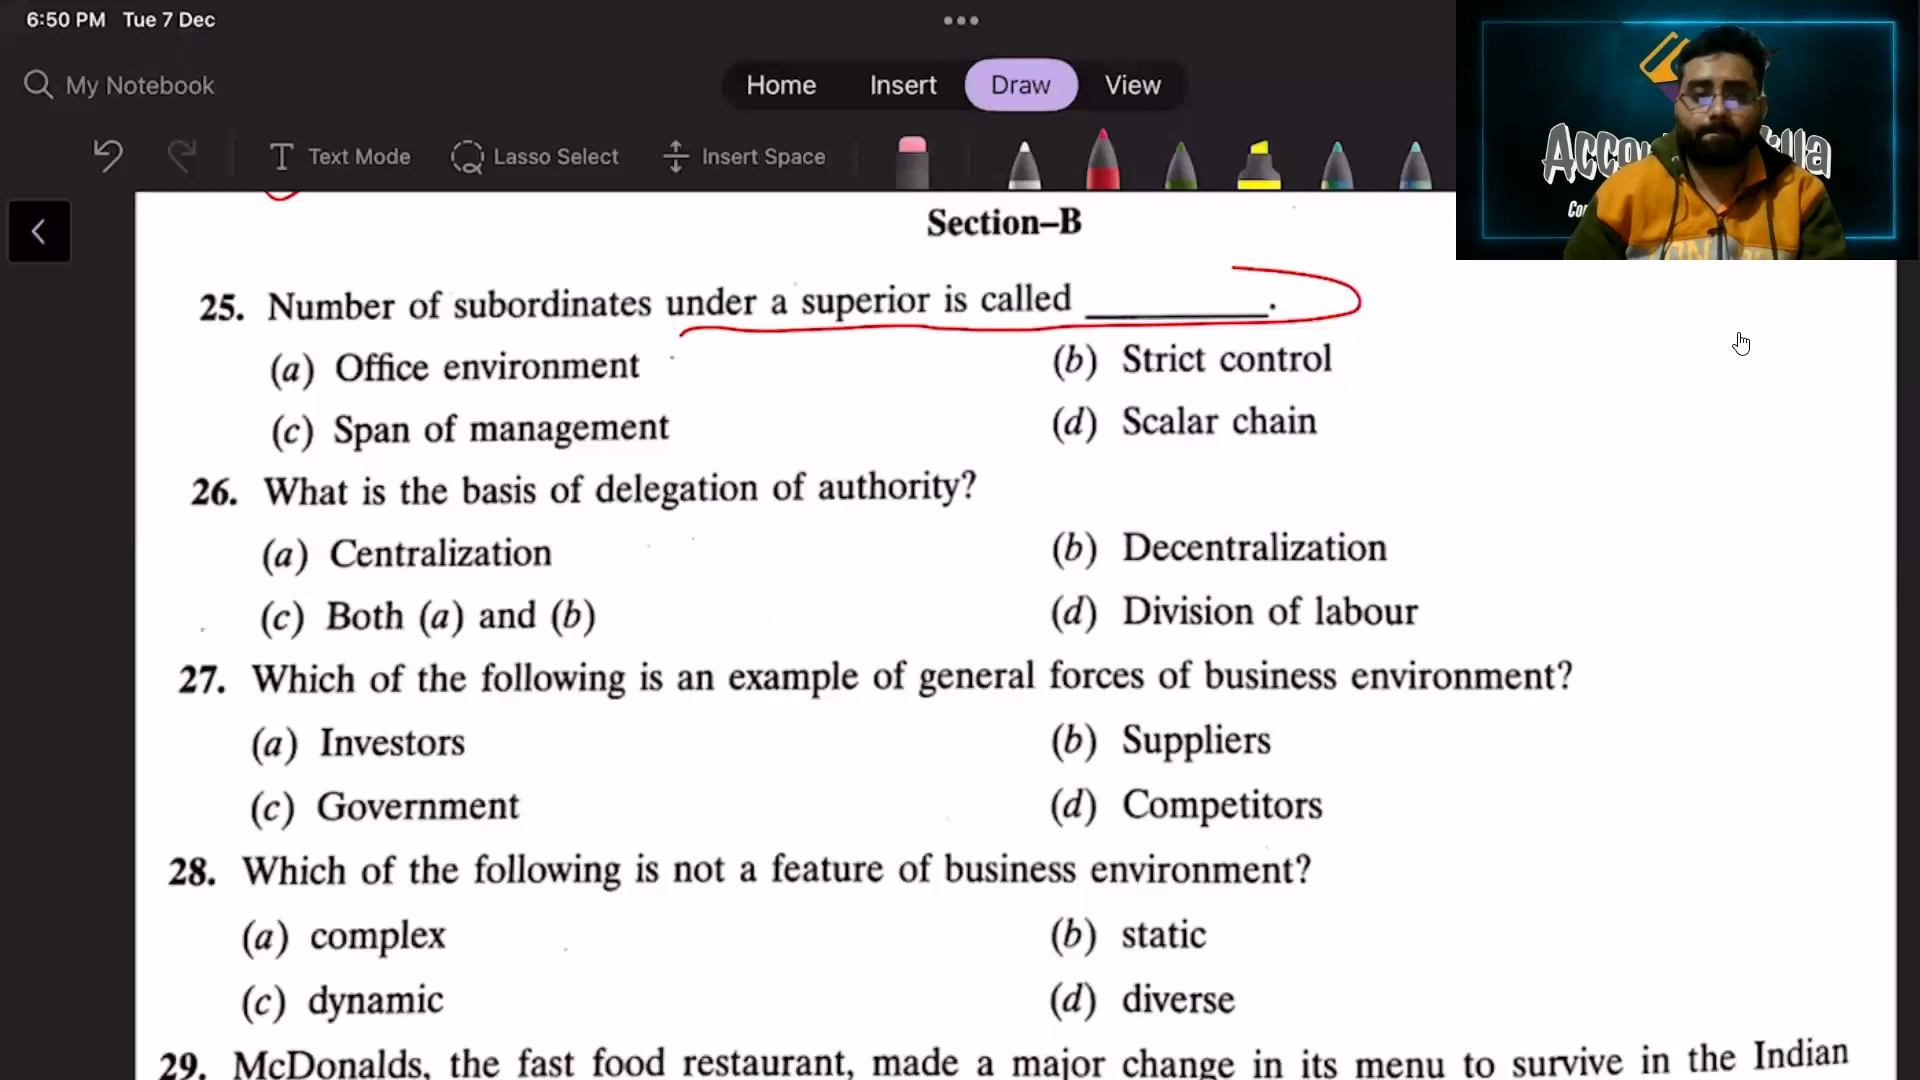 6:50 PM Tue 7 Dec
My Notebook
Home Insert Draw View
Text Mode Lasso Select Insert Space
Section–B
25. Number of subordinates under a superior is called ________.
(a) Office environment (b) Strict control
(c) Span of management (d) Scalar chain
26. What is the basis of delegation of authority?
(a) Centralization (b) Decentralization
(c) Both (a) and (b) (d) Division of labour
27. Which of the following is an example of general forces of business environment?
(a) Investors (b) Suppliers
(c) Government (d) Competitors
28. Which of the following is not a feature of business environment?
(a) complex (b) static
(c) dynamic (d) diverse
29. McDonalds, the fast food restaurant, made a major change in its menu to survive in the Indian